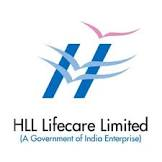 HLL Lifecare Limited
(A Government of India Enterprise)